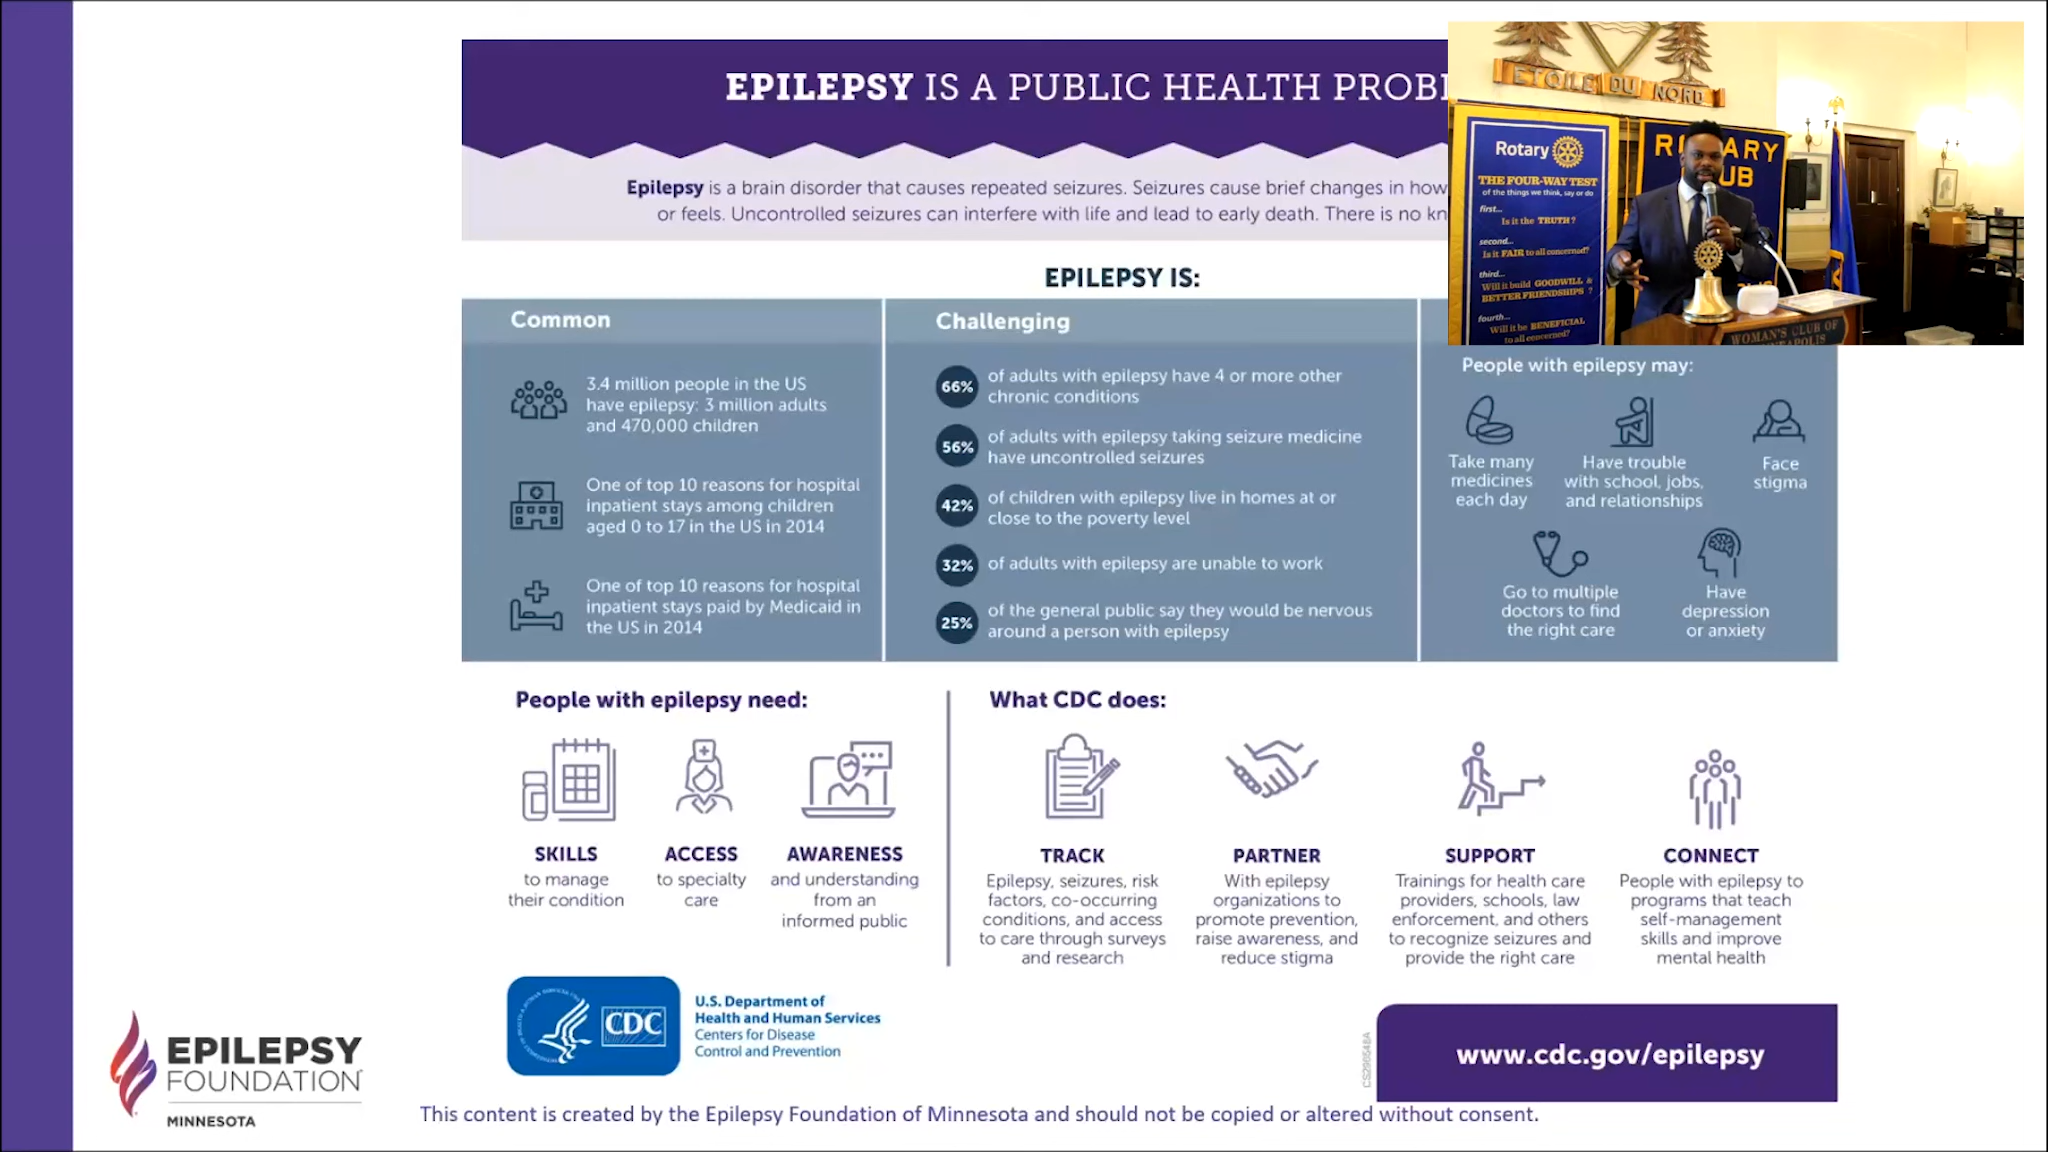 EPILEPSY IS A PUBLIC HEALTH
Epilepsy is a brain disorder that causes repeated seizures. Seizures cause brief changes in how
or feels. Uncontrolled seizures can interfere with life and lead to early death. There is no
EPILEPSY IS:
Common
3.4 million people in the US
have epilepsy: 3 million adults
and 470,000 children
One of top 10 reasons for hospital
inpatient stays among children
aged 0 to 17 in the US in 2014
One of top 10 reasons for hospital
inpatient stays paid by Medicaid in
the US in 2014
Challenging
66% of adults with epilepsy have 4 or more other
chronic conditions
56% of adults with epilepsy taking seizure medicine
have uncontrolled seizures
42% of children with epilepsy live in homes at or
close to the poverty level
32% of adults with epilepsy are unable to work
25% of the general public say they would be nervous
around a person with epilepsy
People with epilepsy may:
Take many
medicines
each day
Have trouble
with school, jobs,
and relationships
Face
stigma
Go to multiple
doctors to find
the right care
Have
depression
or anxiety
ETOILE DU NORD
Rotary
THE FOUR-WAY TEST
of the things we think, say or do
first...
Is it the TRUTH?
second...
Is it FAIR to all concerned?
third...
Will it build GOODWILL &
BETTER FRIENDSHIPS?
fourth...
Will it be BENEFICIAL
to all concerned?
WOMAN'S CLUB OF
People with epilepsy need:
SKILLS
to manage
their condition
ACCESS
to specialty
care
AWARENESS
and understanding
from an
informed public
What CDC does:
TRACK
Epilepsy, seizures, risk
factors, co-occurring
conditions, and access
to care through surveys
and research
PARTNER
With epilepsy
organizations to
promote prevention,
raise awareness, and
reduce stigma
SUPPORT
Trainings for health care
providers, schools, law
enforcement, and others
to recognize seizures and
provide the right care
CONNECT
People with epilepsy to
programs that teach
self-management
skills and improve
mental health
CDC
U.S. Department of
Health and Human Services
Centers for Disease
Control and Prevention
CS296548A
www.cdc.gov/epilepsy
EPILEPSY
FOUNDATION
MINNESOTA
This content is created by the Epilepsy Foundation of Minnesota and should not be copied or altered without consent.